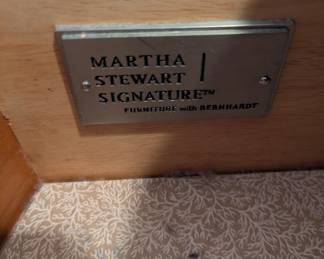 MARTHA
STEWART
SIGNATURE™
FURNITURE with BERNHARDT